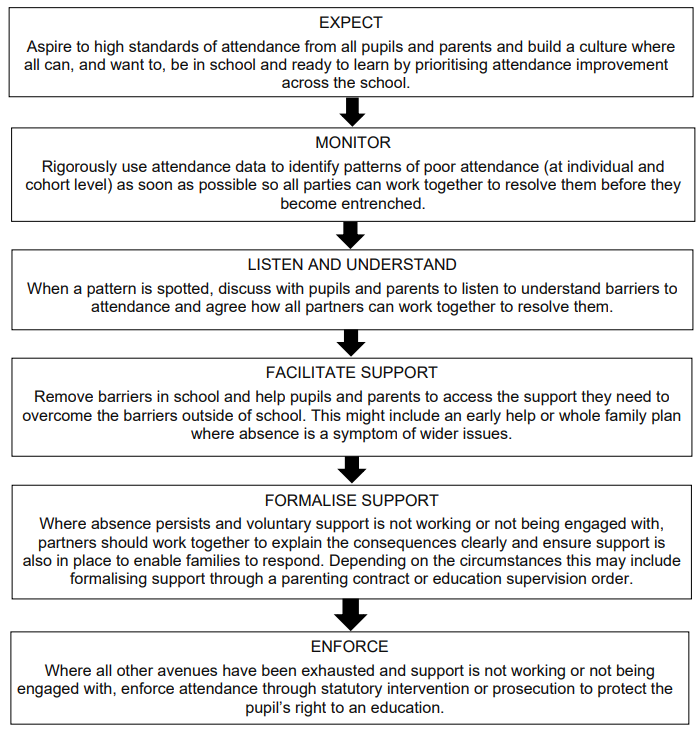 EXPECT
Aspire to high standards of attendance from all pupils and parents and build a culture where
all can, and want to, be in school and ready to learn by prioritising attendance improvement
across the school.
MONITOR
Rigorously use attendance data to identify patterns of poor attendance (at individual and
cohort level) as soon as possible so all parties can work together to resolve them before they
become entrenched.
LISTEN AND UNDERSTAND
When a pattern is spotted, discuss with pupils and parents to listen to understand barriers to
attendance and agree how all partners can work together to resolve them.
FACILITATE SUPPORT
Remove barriers in school and help pupils and parents to access the support they need to
overcome the barriers outside of school. This might include an early help or whole family plan
where absence is a symptom of wider issues.
FORMALISE SUPPORT
Where absence persists and voluntary support is not working or not being engaged with,
partners should work together to explain the consequences clearly and ensure support is
also in place to enable families to respond. Depending on the circumstances this may include
formalising support through a parenting contract or education supervision order.
ENFORCE
Where all other avenues have been exhausted and support is not working or not being
engaged with, enforce attendance through statutory intervention or prosecution to protect the
pupil’s right to an education.